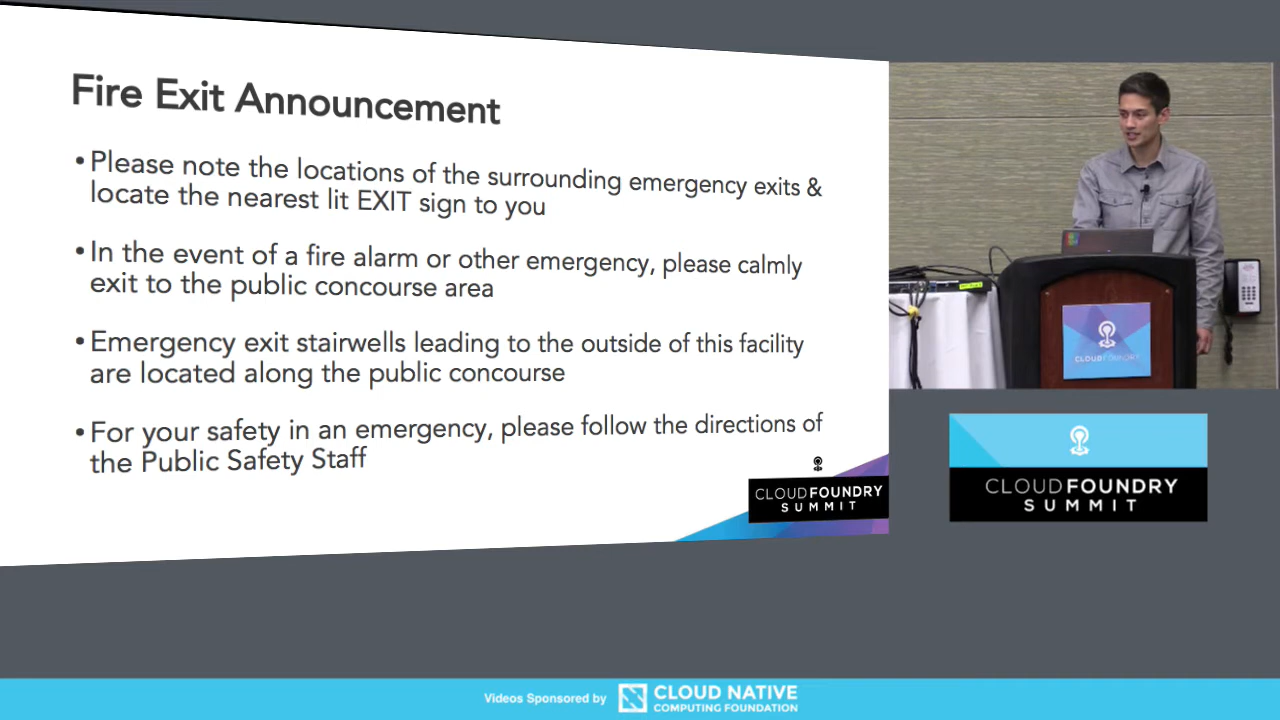 Fire Exit Announcement
• Please note the locations of the surrounding emergency exits &
locate the nearest lit EXIT sign to you
• In the event of a fire alarm or other emergency, please calmly
exit to the public concourse area
• Emergency exit stairwells leading to the outside of this facility
are located along the public concourse
• For your safety in an emergency, please follow the directions of
the Public Safety Staff
CLOUDFOUNDRY
SUMMIT
CLOUDFOUNDRY
CLOUDFOUNDRY
SUMMIT
Videos Sponsored by
CLOUD NATIVE
COMPUTING FOUNDATION